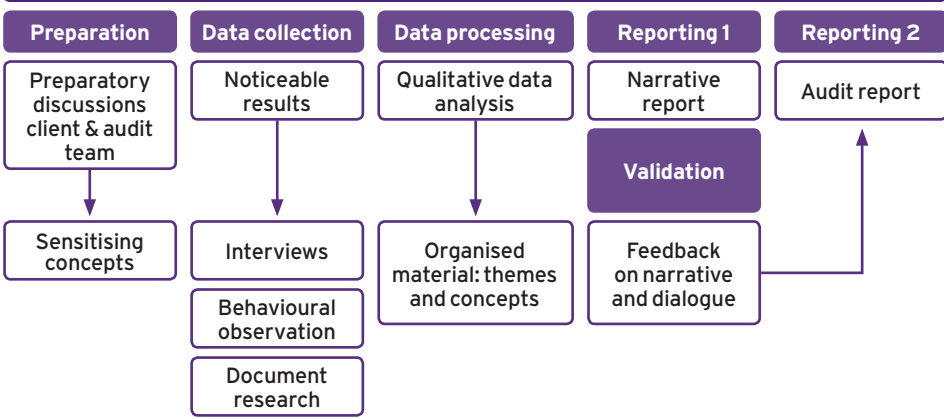 Preparation
Data collection
Data processing
Reporting 1
Reporting 2
Preparatory
discussions
client & audit
team
Sensitising
concepts
Noticeable
results
Interviews
Behavioural
observation
Document
research
Qualitative data
analysis
Organised
material: themes
and concepts
Narrative
report
Validation
Feedback
on narrative
and dialogue
Audit report